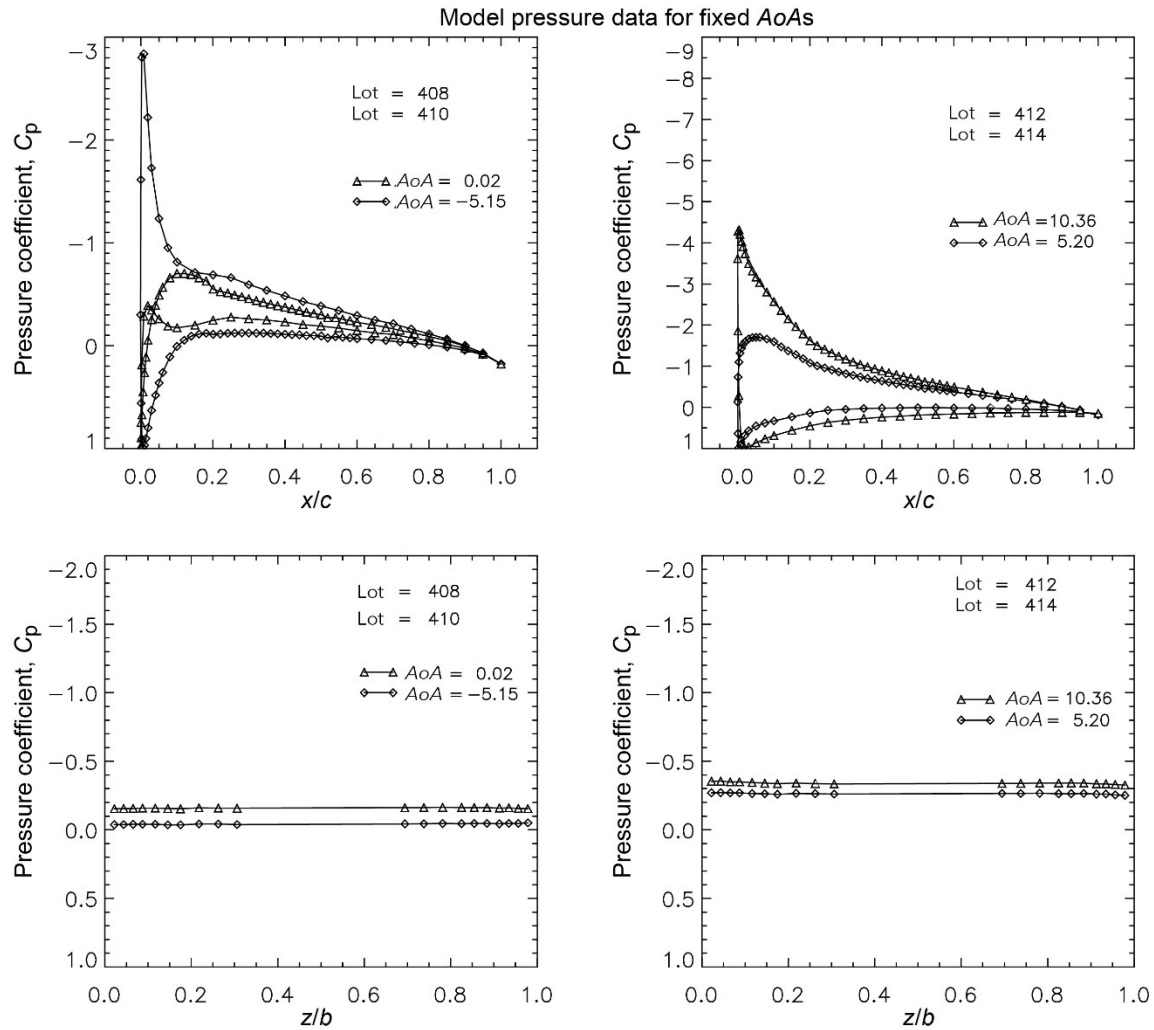 Model pressure data for fixed AoAs
Pressure coefficient, Cp
-3
-2
-1
0
1
Lot = 408
Lot = 410
AoA = 0.02
AoA = -5.15
0.0 0.2 0.4 0.6 0.8 1.0
x/c
Pressure coefficient, Cp
-9
-8
-7
-6
-5
-4
-3
-2
-1
0
1
Lot = 412
Lot = 414
AoA = 10.36
AoA = 5.20
0.0 0.2 0.4 0.6 0.8 1.0
x/c
Pressure coefficient, Cp
-2.0
-1.5
-1.0
-0.5
0.0
0.5
1.0
Lot = 408
Lot = 410
AoA = 0.02
AoA = -5.15
0.0 0.2 0.4 0.6 0.8 1.0
z/b
Pressure coefficient, Cp
-2.0
-1.5
-1.0
-0.5
0.0
0.5
1.0
Lot = 412
Lot = 414
AoA = 10.36
AoA = 5.20
0.0 0.2 0.4 0.6 0.8 1.0
z/b